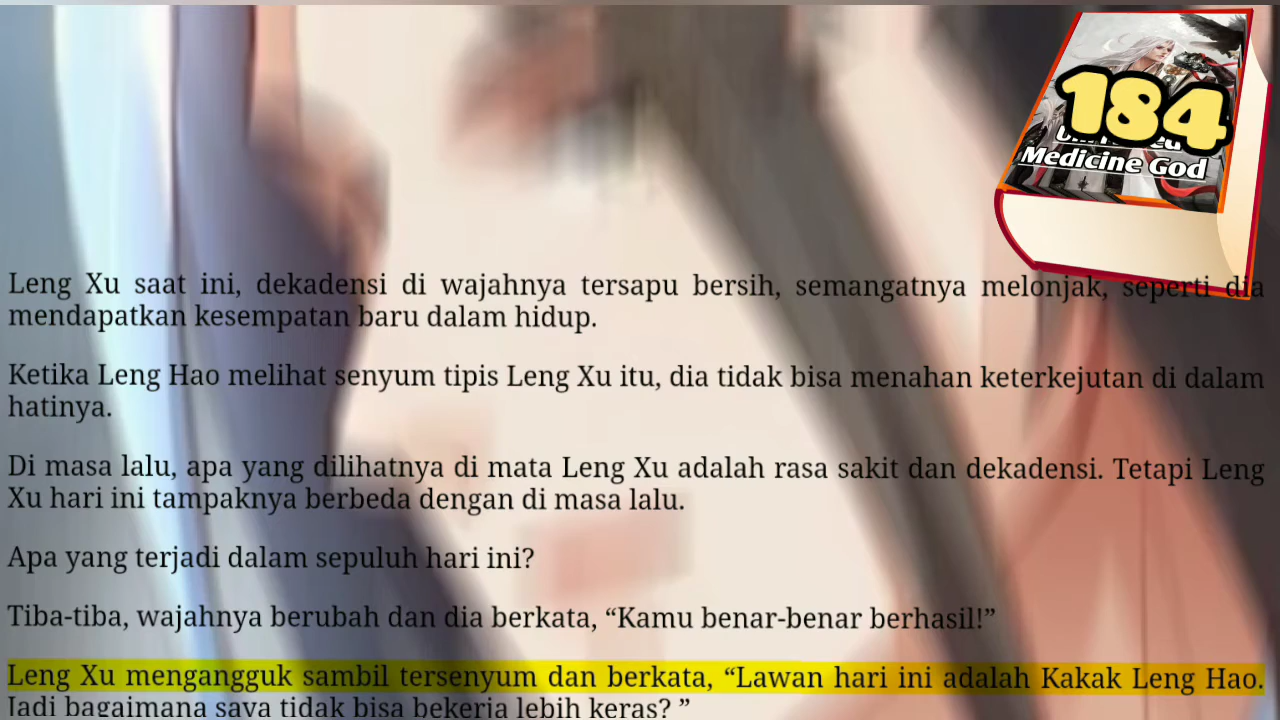 184
Medicine God
Leng Xu saat ini, dekadensi di wajahnya tersapu bersih, semangatnya melonjak, seperti dia
mendapatkan kesempatan baru dalam hidup.
Ketika Leng Hao melihat senyum tipis Leng Xu itu, dia tidak bisa menahan keterkejutan di dalam
hatinya.
Di masa lalu, apa yang dilihatnya di mata Leng Xu adalah rasa sakit dan dekadensi. Tetapi Leng
Xu hari ini tampaknya berbeda dengan di masa lalu.
Apa yang terjadi dalam sepuluh hari ini?
Tiba-tiba, wajahnya berubah dan dia berkata, “Kamu benar-benar berhasil!”
Leng Xu mengangguk sambil tersenyum dan berkata, “Lawan hari ini adalah Kakak Leng Hao.
Jadi bagaimana saya tidak bisa bekerja lebih keras? ”